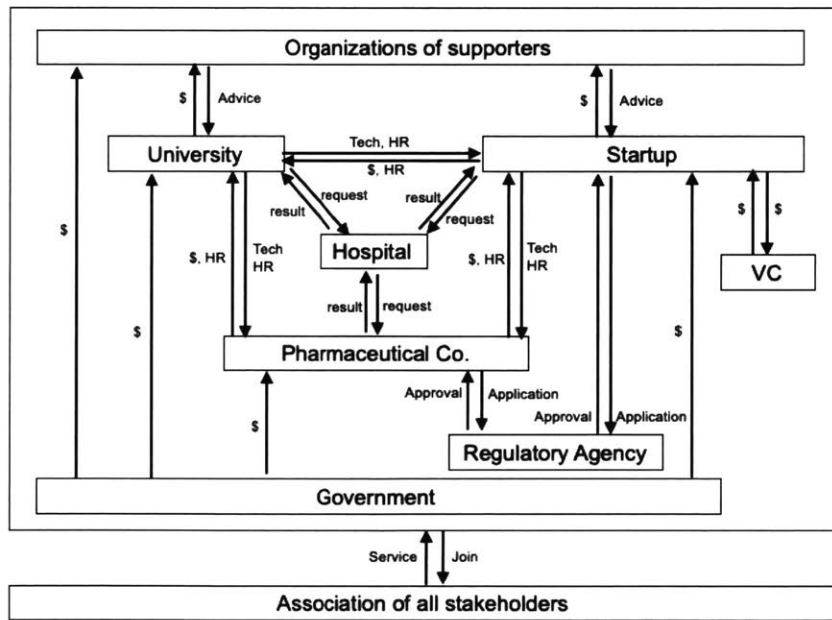 Organizations of supporters
$
Advice
$
Advice
University
Tech, HR
$, HR
Startup
request
result
result
request
$
$
$
Hospital
$, HR
Tech
HR
$, HR
Tech
HR
VC
result
request
$
$
Pharmaceutical Co.
Approval
Application
Approval
Application
$
Regulatory Agency
Government
Service
Join
Association of all stakeholders